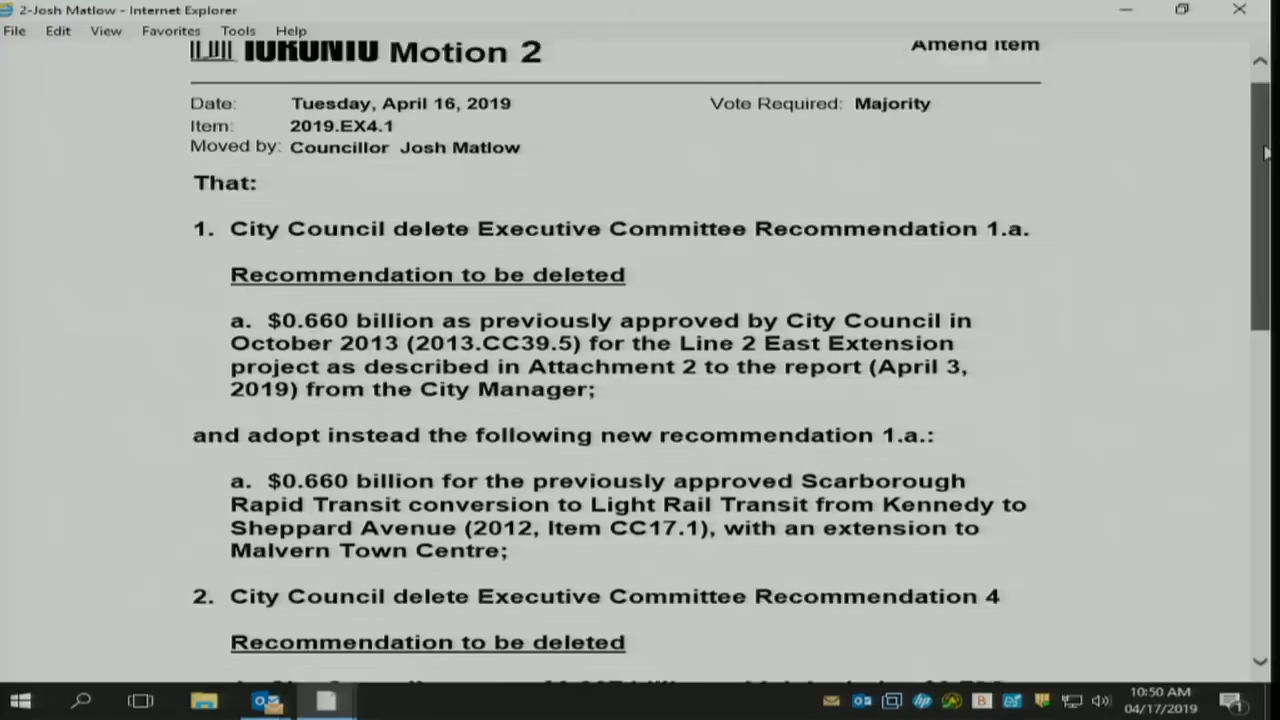 2-Josh Matlow - Internet Explorer
File Edit View Favorites Tools Help
TORONTO Motion 2
Amend Item
Date: Tuesday, April 16, 2019
Vote Required: Majority
Item: 2019.EX4.1
Moved by: Councillor Josh Matlow
That:
1. City Council delete Executive Committee Recommendation 1.a.
Recommendation to be deleted
a. $0.660 billion as previously approved by City Council in
October 2013 (2013.CC39.5) for the Line 2 East Extension
project as described in Attachment 2 to the report (April 3,
2019) from the City Manager;
and adopt instead the following new recommendation 1.a.:
a. $0.660 billion for the previously approved Scarborough
Rapid Transit conversion to Light Rail Transit from Kennedy to
Sheppard Avenue (2012, Item CC17.1), with an extension to
Malvern Town Centre;
2. City Council delete Executive Committee Recommendation 4
Recommendation to be deleted
10:50 AM
04/17/2019